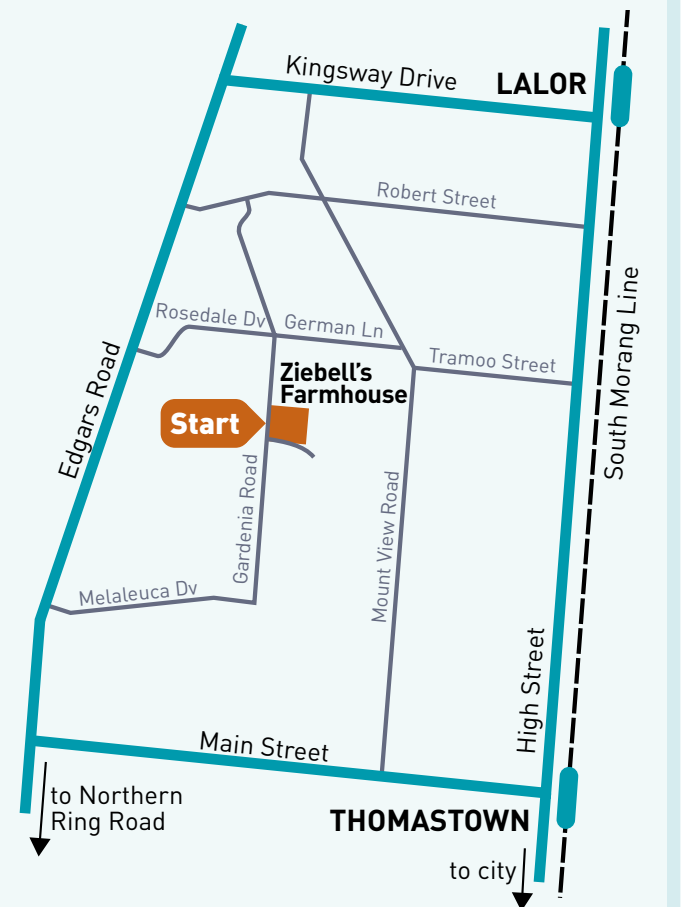 Kingsway Drive
LALOR
Robert Street
South Morang Line
Rosedale Dv
German Ln
Tramoo Street
Edgars Road
Ziebell's
Farmhouse
Start
Gardenia Road
Mount View Road
Melaleuca Dv
High Street
Main Street
to Northern
Ring Road
THOMASTOWN
to city